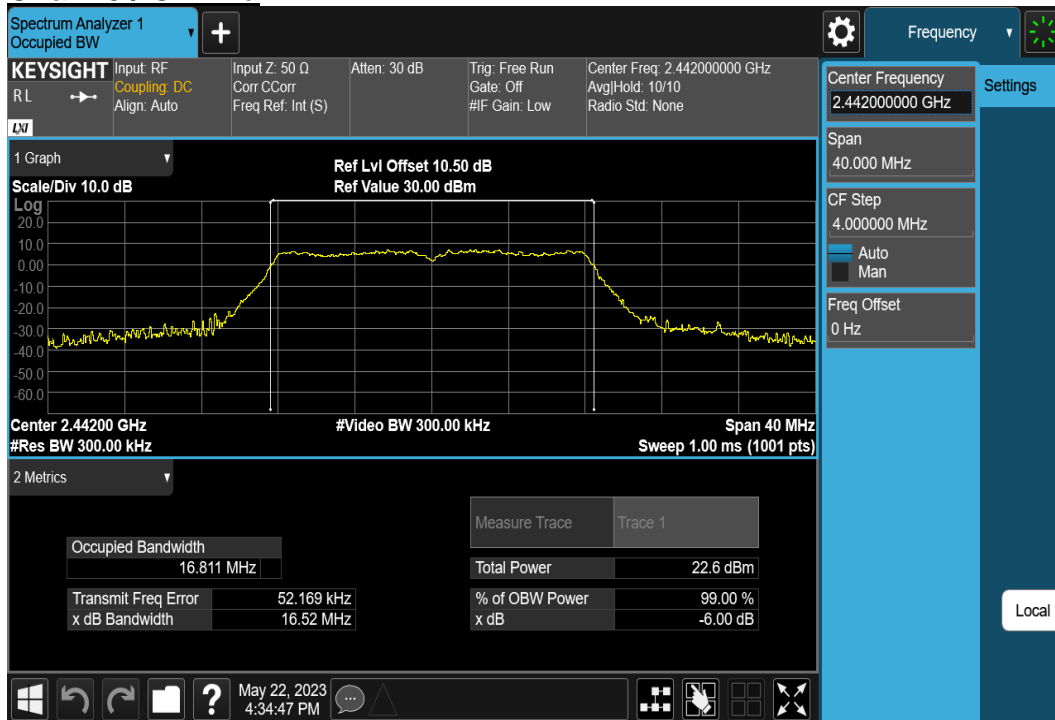 Spectrum Analyzer 1
Occupied BW
Frequency
KEYSIGHT
RL
LXI
Input: RF
Coupling: DC
Align: Auto
Input Z: 50 Ω
Corr CCorr
Freq Ref: Int (S)
Atten: 30 dB
Trig: Free Run
Gate: Off
#IF Gain: Low
Center Freq: 2.442000000 GHz
Avg|Hold: 10/10
Radio Std: None
Center Frequency
2.442000000 GHz
Settings
Span
40.000 MHz
CF Step
4.000000 MHz
Auto
Man
Freq Offset
0 Hz
Local
1 Graph
Scale/Div 10.0 dB
Ref Lvl Offset 10.50 dB
Ref Value 30.00 dBm
Log
20.0
10.0
0.00
-10.0
-20.0
-30.0
-40.0
-50.0
-60.0
Center 2.44200 GHz
#Res BW 300.00 kHz
#Video BW 300.00 kHz
Span 40 MHz
Sweep 1.00 ms (1001 pts)
2 Metrics
Measure Trace Trace 1
Occupied Bandwidth
16.811 MHz
Total Power 22.6 dBm
Transmit Freq Error 52.169 kHz
% of OBW Power 99.00 %
x dB Bandwidth 16.52 MHz
x dB -6.00 dB
?
May 22, 2023
4:34:47 PM